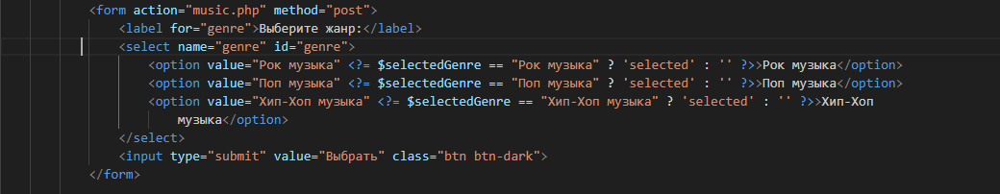 <form action="music.php" method="post">
<label for="genre">Выберите жанр:</label>
<select name="genre" id="genre">
<option value="Рок музыка" <?= $selectedGenre == "Рок музыка" ? 'selected' : '' ?>>Рок музыка</option>
<option value="Поп музыка" <?= $selectedGenre == "Поп музыка" ? 'selected' : '' ?>>Поп музыка</option>
<option value="Хип-Хоп музыка" <?= $selectedGenre == "Хип-Хоп музыка" ? 'selected' : '' ?>>Хип-Хоп
музыка</option>
</select>
<input type="submit" value="Выбрать" class="btn btn-dark">
</form>